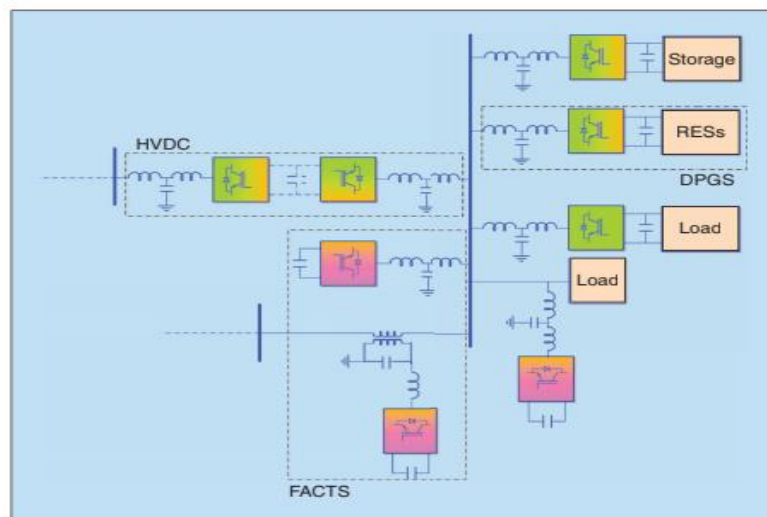 Storage
HVDC
RESs
DPGS
Load
Load
FACTS